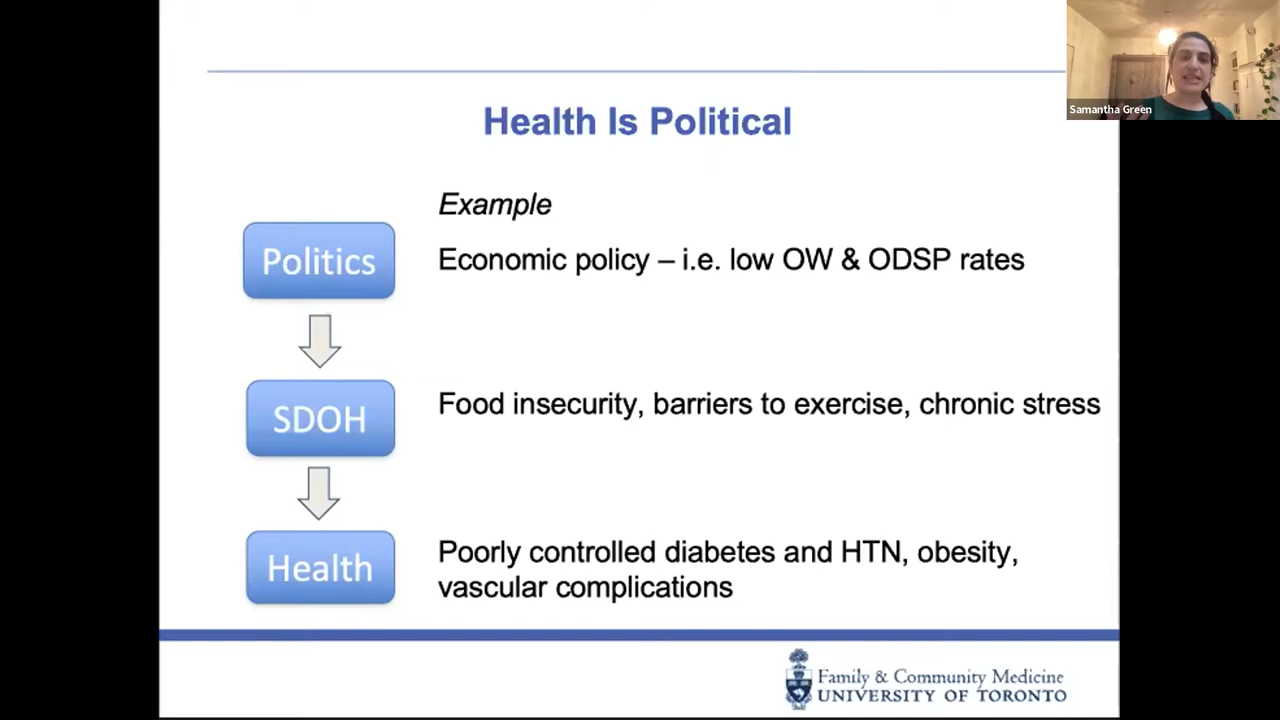 Samantha Green
Health Is Political
Example
Politics
Economic policy – i.e. low OW & ODSP rates
SDOH
Food insecurity, barriers to exercise, chronic stress
Health
Poorly controlled diabetes and HTN, obesity,
vascular complications
Family & Community Medicine
UNIVERSITY OF TORONTO